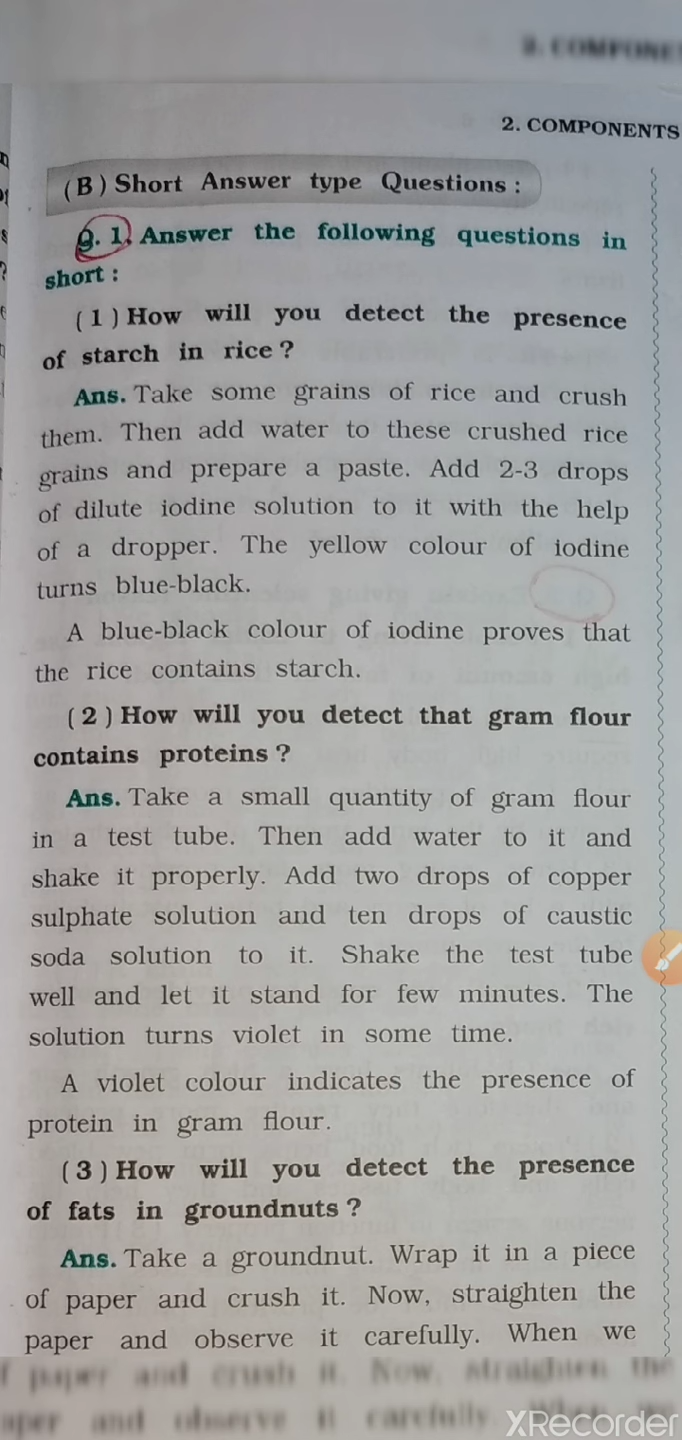 2. COMPONENTS
(B) Short Answer type Questions :
Q. 1. Answer the following questions in
short :
(1) How will you detect the presence
of starch in rice ?
Ans. Take some grains of rice and crush
them. Then add water to these crushed rice
grains and prepare a paste. Add 2-3 drops
of dilute iodine solution to it with the help
of a dropper. The yellow colour of iodine
turns blue-black.
A blue-black colour of iodine proves that
the rice contains starch.
(2) How will you detect that gram flour
contains proteins ?
Ans. Take a small quantity of gram flour
in a test tube. Then add water to it and
shake it properly. Add two drops of copper
sulphate solution and ten drops of caustic
soda solution to it. Shake the test tube
well and let it stand for few minutes. The
solution turns violet in some time.
A violet colour indicates the presence of
protein in gram flour.
(3) How will you detect the presence
of fats in groundnuts ?
Ans. Take a groundnut. Wrap it in a piece
of paper and crush it. Now, straighten the
paper and observe it carefully. When we
XRecorder